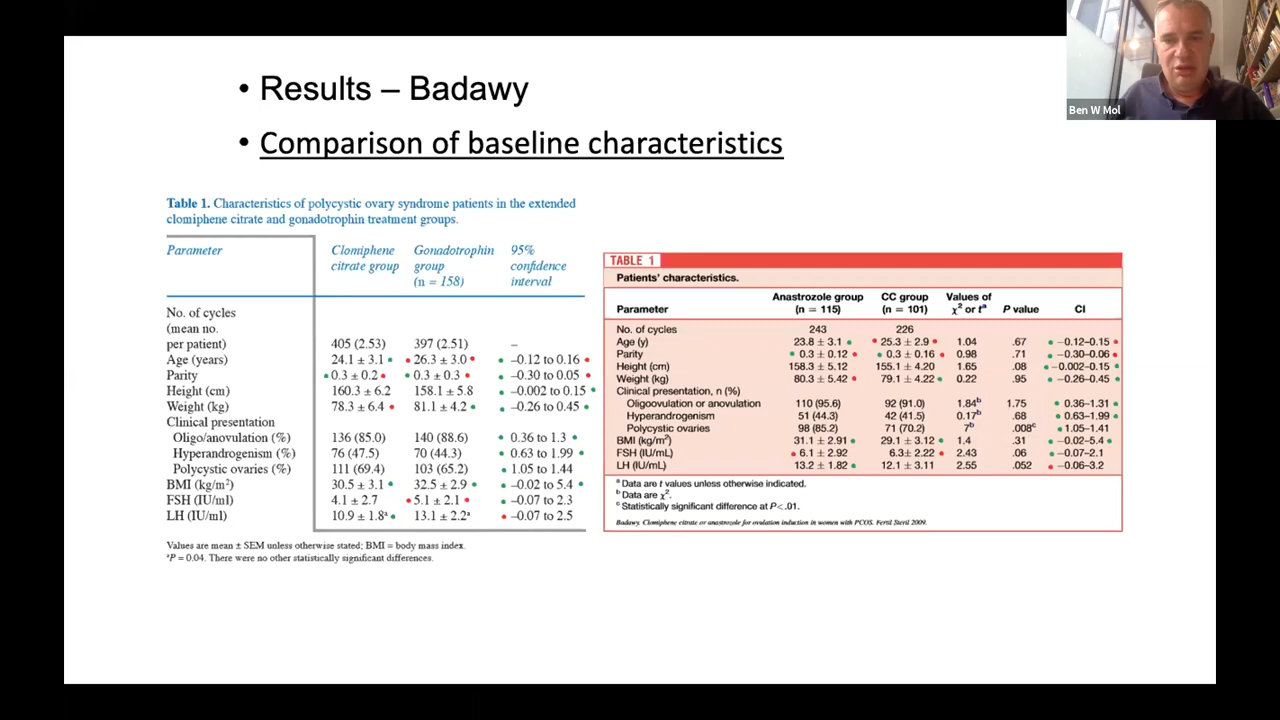 Ben W Mol
• Results – Badawy
• Comparison of baseline characteristics
Table 1. Characteristics of polycystic ovary syndrome patients in the extended
clomiphene citrate and gonadotrophin treatment groups.
Parameter Clomiphene Gonadotrophin 95%
citrate group group confidence
(n = 158) interval
No. of cycles
(mean no.
per patient) 405 (2.53) 397 (2.51) –
Age (years) 24.1 ± 3.1 26.3 ± 3.0 –0.12 to 0.16
Parity 0.3 ± 0.2 0.3 ± 0.3 –0.30 to 0.05
Height (cm) 160.3 ± 6.2 158.1 ± 5.8 –0.002 to 0.15
Weight (kg) 78.3 ± 6.4 81.1 ± 4.2 –0.26 to 0.45
Clinical presentation
Oligo/anovulation (%) 136 (85.0) 140 (88.6) 0.36 to 1.3
Hyperandrogenism (%) 76 (47.5) 70 (44.3) 0.63 to 1.99
Polycystic ovaries (%) 111 (69.4) 103 (65.2) 1.05 to 1.44
BMI (kg/m²) 30.5 ± 3.1 32.5 ± 2.9 –0.02 to 5.4
FSH (IU/ml) 4.1 ± 2.7 5.1 ± 2.1 –0.07 to 2.3
LH (IU/ml) 10.9 ± 1.8ᵃ 13.1 ± 2.2ᵃ –0.07 to 2.5
Values are mean ± SEM unless otherwise stated; BMI = body mass index.
ᵃP = 0.04. There were no other statistically significant differences.
TABLE 1
Patients' characteristics.
Anastrozole group CC group Values of
Parameter (n = 115) (n = 101) χ² or tᵃ P value CI
No. of cycles 243 226
Age (y) 23.8 ± 3.1 25.3 ± 2.9 1.04 .67 –0.12–0.15
Parity 0.3 ± 0.12 0.3 ± 0.16 0.98 .71 –0.30–0.06
Height (cm) 158.3 ± 5.12 155.1 ± 4.20 1.65 .08 –0.002–0.15
Weight (kg) 80.3 ± 5.42 79.1 ± 4.22 0.22 .95 –0.26–0.45
Clinical presentation, n (%)
Oligoovulation or anovulation 110 (95.6) 92 (91.0) 1.84ᵇ 1.75 0.36–1.31
Hyperandrogenism 51 (44.3) 42 (41.5) 0.17ᵇ .68 0.63–1.99
Polycystic ovaries 98 (85.2) 71 (70.2) 7ᵇ .008ᶜ 1.05–1.41
BMI (kg/m²) 31.1 ± 2.91 29.1 ± 3.12 1.4 .31 –0.02–5.4
FSH (IU/mL) 6.1 ± 2.92 6.3± 2.22 2.43 .06 –0.07–2.1
LH (IU/mL) 13.2 ± 1.82 12.1 ± 3.11 2.55 .052 –0.06–3.2
ᵃ Data are t values unless otherwise indicated.
ᵇ Data are χ².
ᶜ Statistically significant difference at P<.01.
Badawy. Clomiphene citrate or anastrozole for ovulation induction in women with PCOS. Fertil Steril 2009.